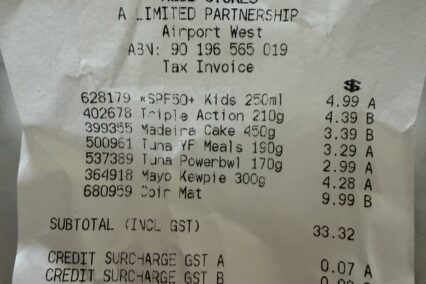 STORES
A LIMITED PARTNERSHIP
Airport West
ABN: 90 196 565 019
Tax Invoice
$
628179 *SPF50+ Kids 250ml 4.99 A
402678 Triple Action 210g 4.39 B
399355 Madeira Cake 450g 3.39 B
500961 Tuna YF Meals 190g 3.29 A
537389 Tuna Powerbwl 170g 2.99 A
364918 Mayo Kewpie 300g 4.28 A
680959 Coir Mat 9.99 B
SUBTOTAL (INCL GST) 33.32
CREDIT SURCHARGE GST A 0.07 A
CREDIT SURCHARGE GST B